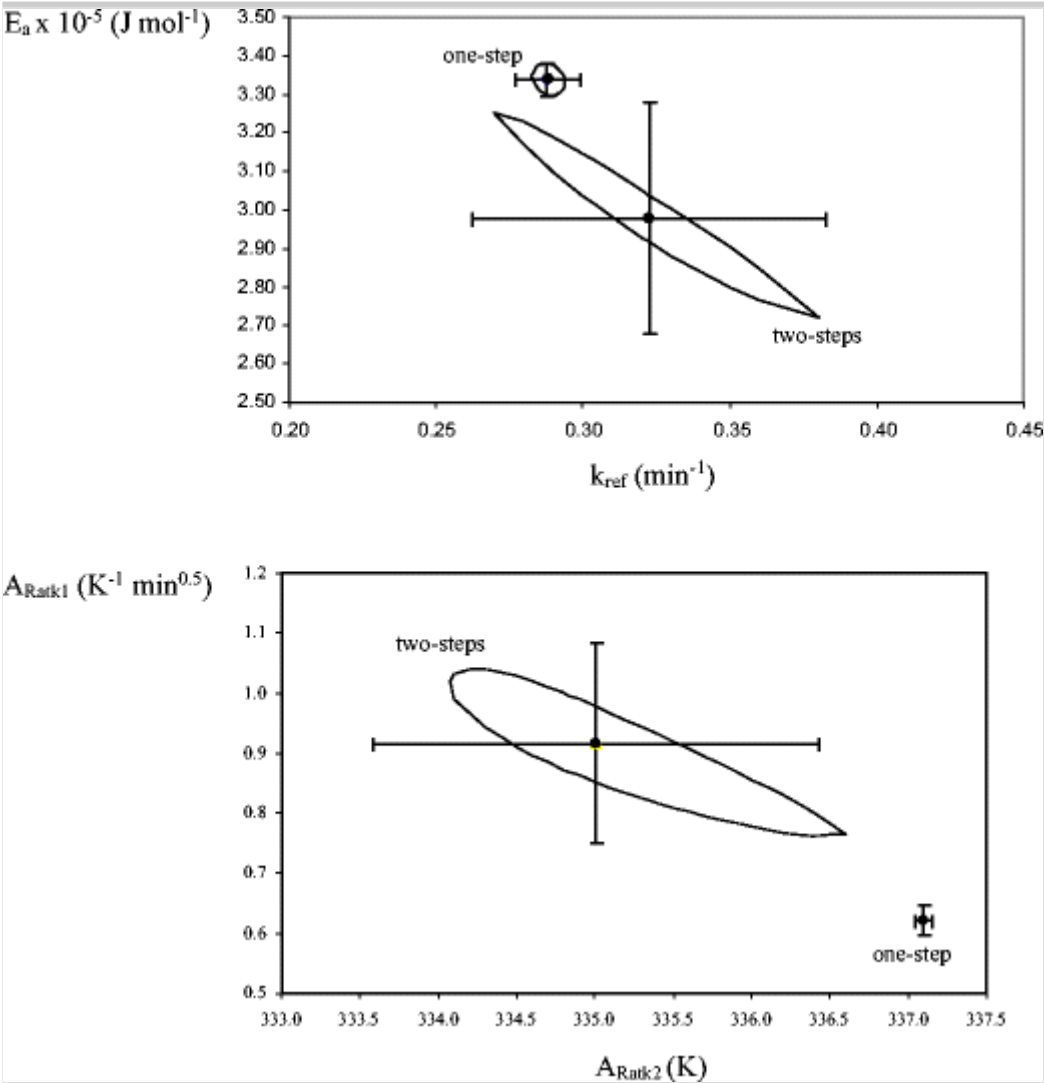 Eₐ x 10⁻⁵ (J mol⁻¹)
3.50
3.40
3.30
3.20
3.10
3.00
2.90
2.80
2.70
2.60
2.50
one-step
two-steps
0.20 0.25 0.30 0.35 0.40 0.45
k_ref (min⁻¹)
A_Ratk1 (K⁻¹ min⁰·⁵)
1.2
1.1
1.0
0.9
0.8
0.7
0.6
0.5
two-steps
one-step
333.0 333.5 334.0 334.5 335.0 335.5 336.0 336.5 337.0 337.5
A_Ratk2 (K)